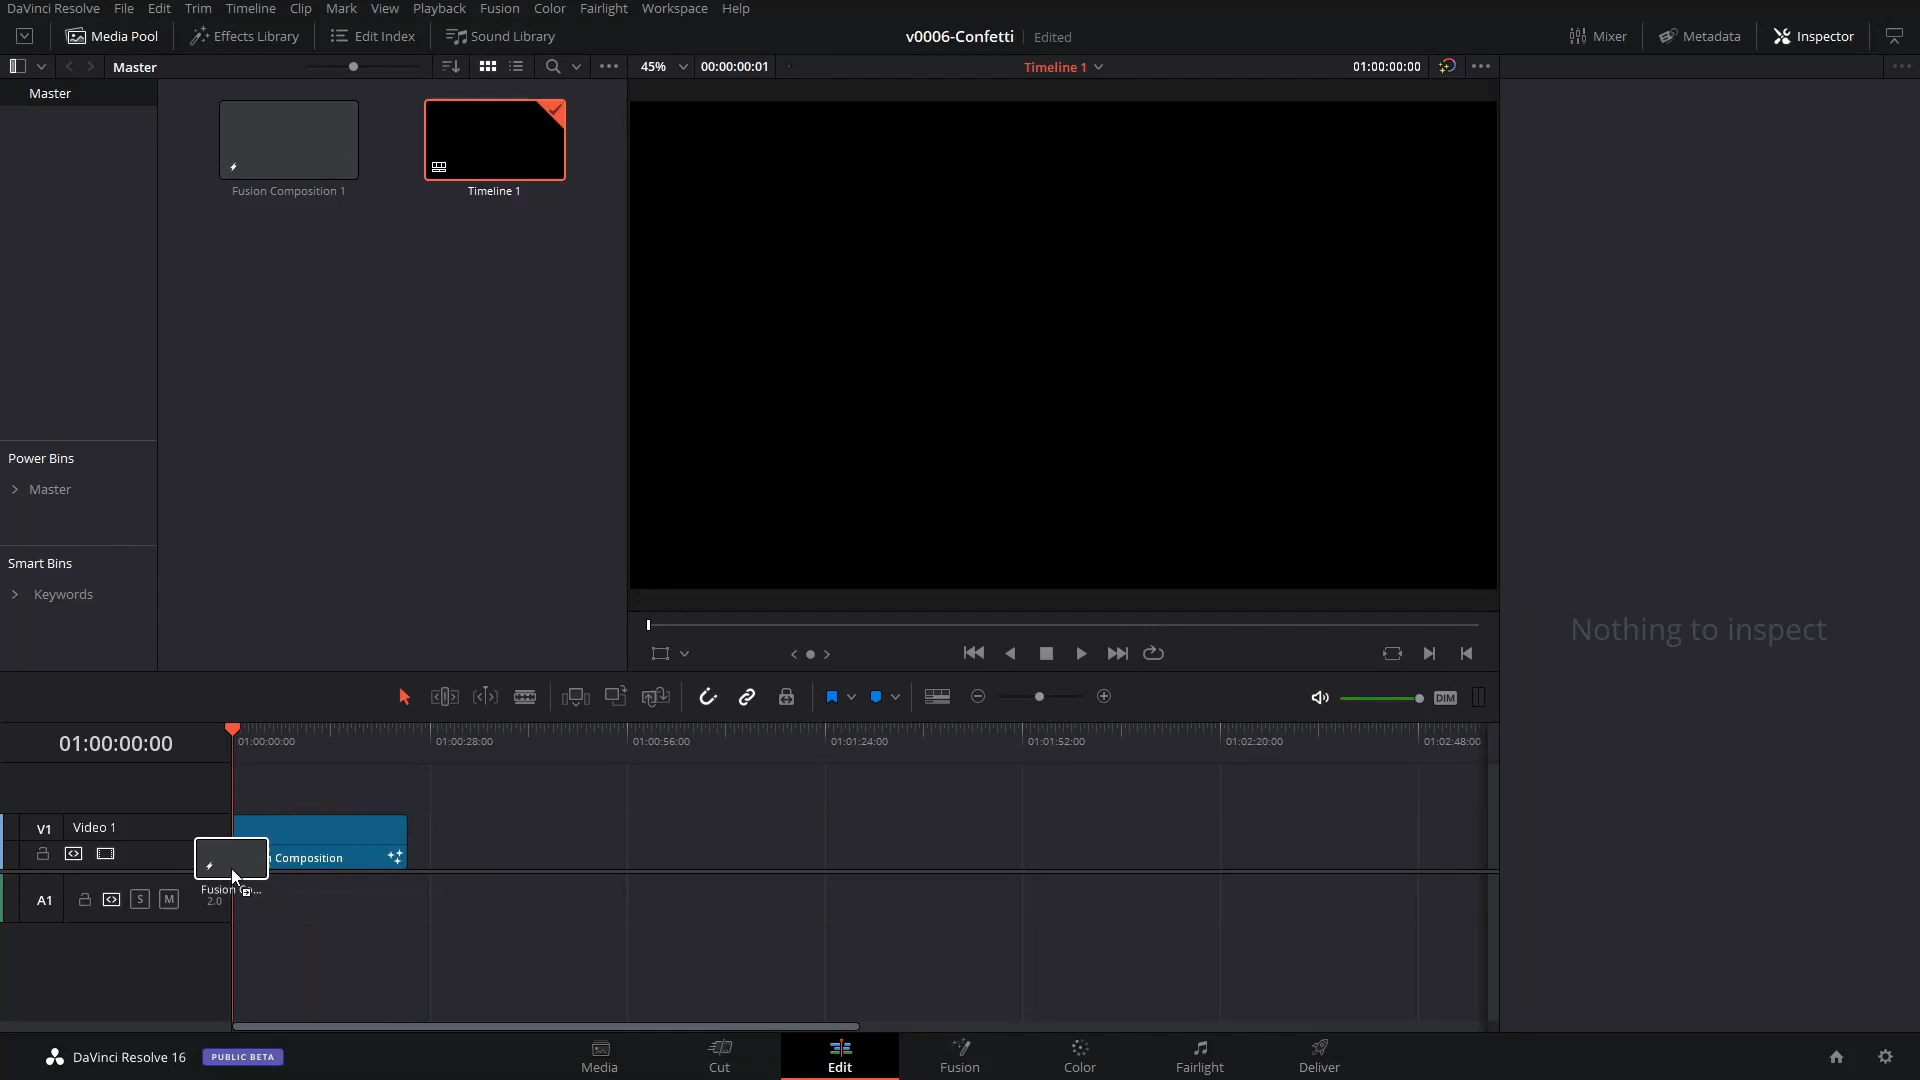 DaVinci Resolve File Edit Trim Timeline Clip Mark View Playback Fusion Color Fairlight Workspace Help
Media Pool Effects Library Edit Index Sound Library v0006-Confetti Edited Mixer Metadata Inspector
Master 45% 00:00:00:01 Timeline 1 01:00:00:00
Master
Fusion Composition 1 Timeline 1
Power Bins
Master
Smart Bins
Keywords
Nothing to inspect
DIM
01:00:00:00 01:00:00:00 01:00:28:00 01:00:56:00 01:01:24:00 01:01:52:00 01:02:20:00 01:02:48:00
V1 Video 1
Composition
Fusion
A1 S M 2.0
DaVinci Resolve 16 PUBLIC BETA Media Cut Edit Fusion Color Fairlight Deliver